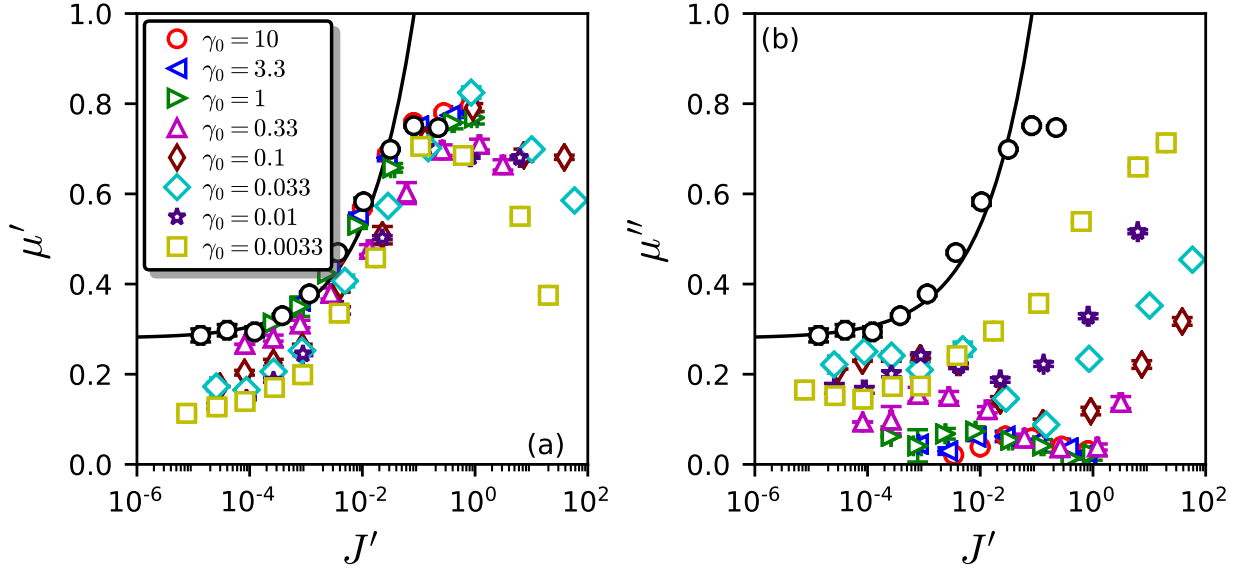 1.0
0.8
0.6
0.4
0.2
0.0
μ′
10⁻⁶
10⁻⁴
10⁻²
10⁰
10²
J′
γ₀ = 10
γ₀ = 3.3
γ₀ = 1
γ₀ = 0.33
γ₀ = 0.1
γ₀ = 0.033
γ₀ = 0.01
γ₀ = 0.0033
(a)
(b)
1.0
0.8
0.6
0.4
0.2
0.0
μ″
10⁻⁶
10⁻⁴
10⁻²
10⁰
10²
J′